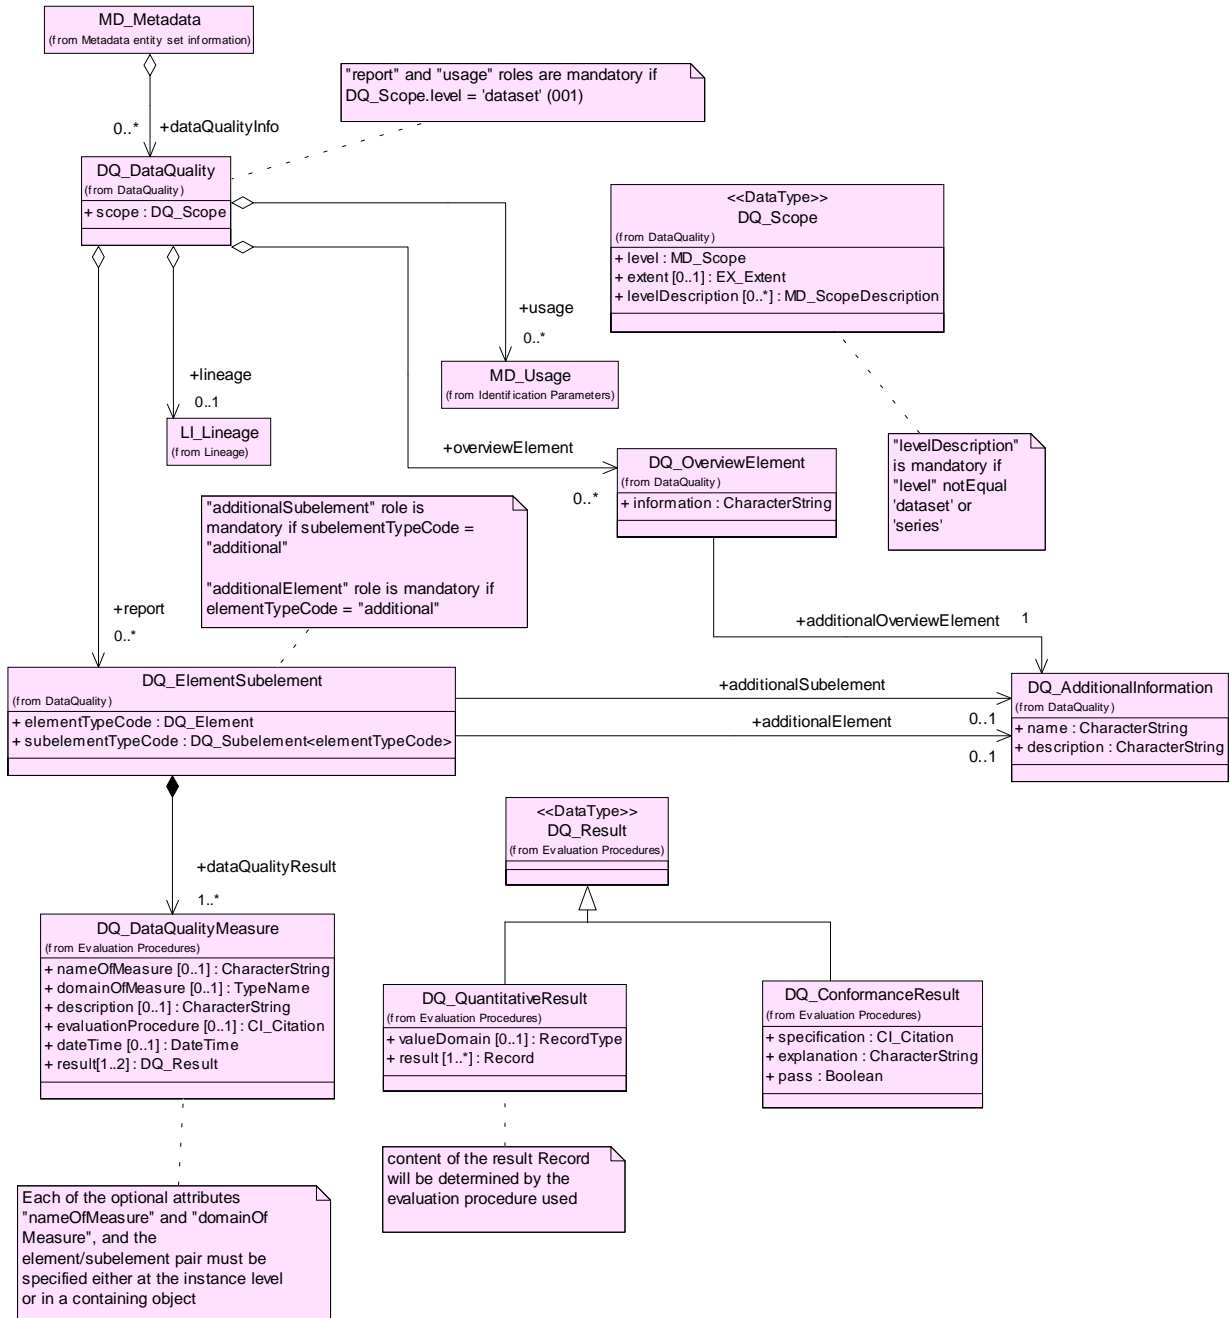 MD_Metadata
(from Metadata entity set information)
"report" and "usage" roles are mandatory if
DQ_Scope.level = 'dataset' (001)
0..*
+dataQualityInfo
DQ_DataQuality
(from DataQuality)
+ scope : DQ_Scope
<<DataType>>
DQ_Scope
(from DataQuality)
+ level : MD_Scope
+ extent [0..1] : EX_Extent
+ levelDescription [0..*] : MD_ScopeDescription
+usage
0..*
MD_Usage
(from Identification Parameters)
+lineage
0..1
LI_Lineage
(from Lineage)
+overviewElement
0..*
DQ_OverviewElement
(from DataQuality)
+ information : CharacterString
"levelDescription"
is mandatory if
"level" notEqual
'dataset' or
'series'
"additionalSubelement" role is
mandatory if subelementTypeCode =
"additional"
"additionalElement" role is mandatory if
elementTypeCode = "additional"
+report
0..*
+additionalOverviewElement
1
DQ_ElementSubelement
(from DataQuality)
+ elementTypeCode : DQ_Element
+ subelementTypeCode : DQ_Subelement<elementTypeCode>
+additionalSubelement
0..1
+additionalElement
0..1
DQ_AdditionalInformation
(from DataQuality)
+ name : CharacterString
+ description : CharacterString
<<DataType>>
DQ_Result
(from Evaluation Procedures)
+dataQualityResult
1..*
DQ_DataQualityMeasure
(from Evaluation Procedures)
+ nameOfMeasure [0..1] : CharacterString
+ domainOfMeasure [0..1] : TypeName
+ description [0..1] : CharacterString
+ evaluationProcedure [0..1] : CI_Citation
+ dateTime [0..1] : DateTime
+ result[1..2] : DQ_Result
DQ_QuantitativeResult
(from Evaluation Procedures)
+ valueDomain [0..1] : RecordType
+ result [1..*] : Record
DQ_ConformanceResult
(from Evaluation Procedures)
+ specification : CI_Citation
+ explanation : CharacterString
+ pass : Boolean
content of the result Record
will be determined by the
evaluation procedure used
Each of the optional attributes
"nameOfMeasure" and "domainOf
Measure", and the
element/subelement pair must be
specified either at the instance level
or in a containing object